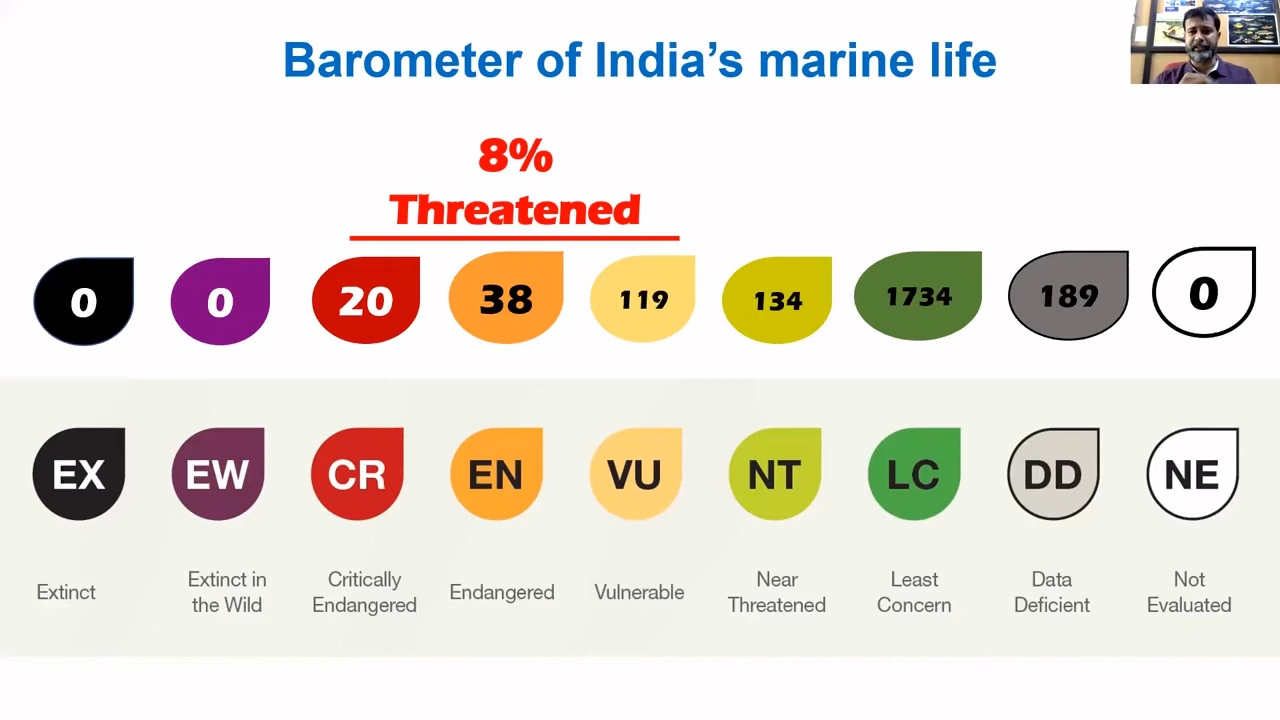 Barometer of India's marine life
8%
Threatened
0 0 20 38 119 134 1734 189 0
EX EW CR EN VU NT LC DD NE
Extinct
Extinct in
the Wild
Critically
Endangered
Endangered
Vulnerable
Near
Threatened
Least
Concern
Data
Deficient
Not
Evaluated